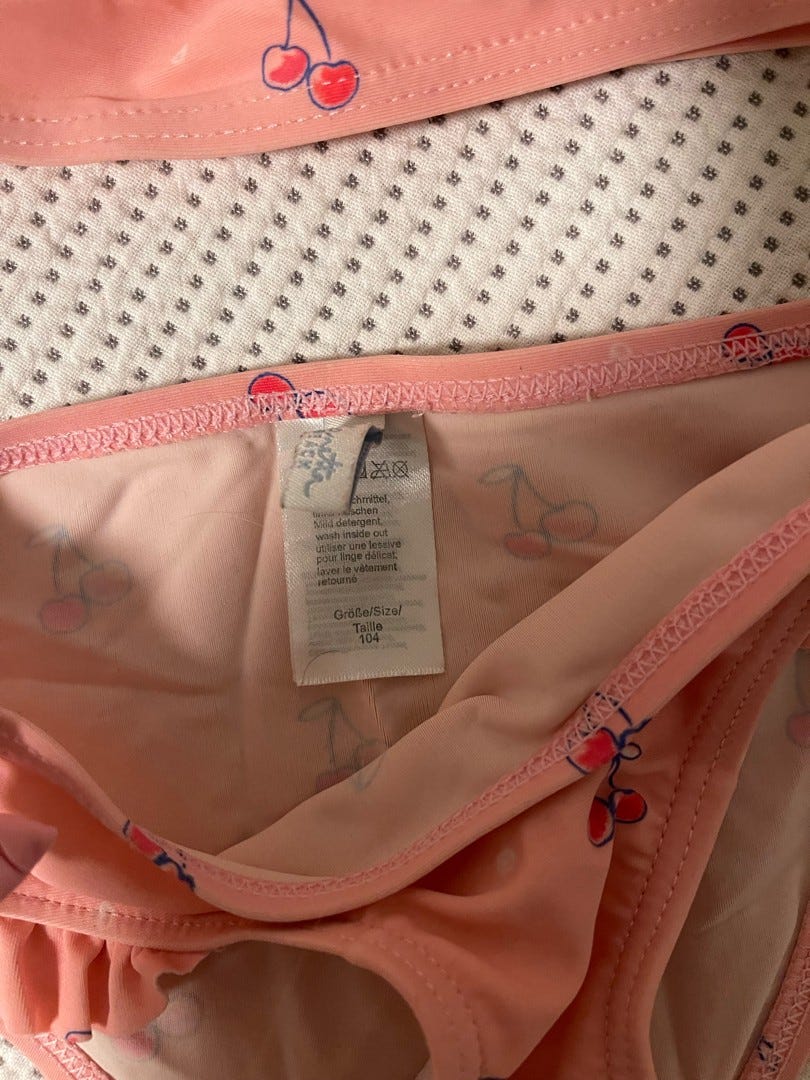 Mild detergent,
wash inside out
utiliser une lessive
pour linge délicat,
laver le vêtement
retourné
Größe/Size/
Taille
104